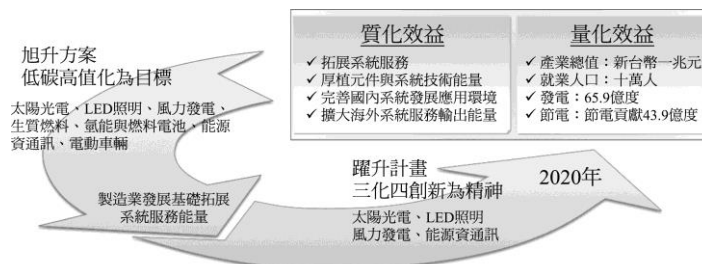 旭升方案
低碳高值化為目標
太陽光電、LED照明、風力發電、
生質燃料、氫能與燃料電池、能源
資通訊、電動車輛
製造業發展基礎拓展
系統服務能量
質化效益
✓ 拓展系統服務
✓ 厚植元件與系統技術能量
✓ 完善國內系統發展應用環境
✓ 擴大海外系統服務輸出能量
量化效益
✓ 產業總值：新台幣一兆元
✓ 就業人口：十萬人
✓ 發電：65.9億度
✓ 節電：節電貢獻43.9億度
躍升計畫
三化四創新為精神
太陽光電、LED照明
風力發電、能源資通訊
2020年